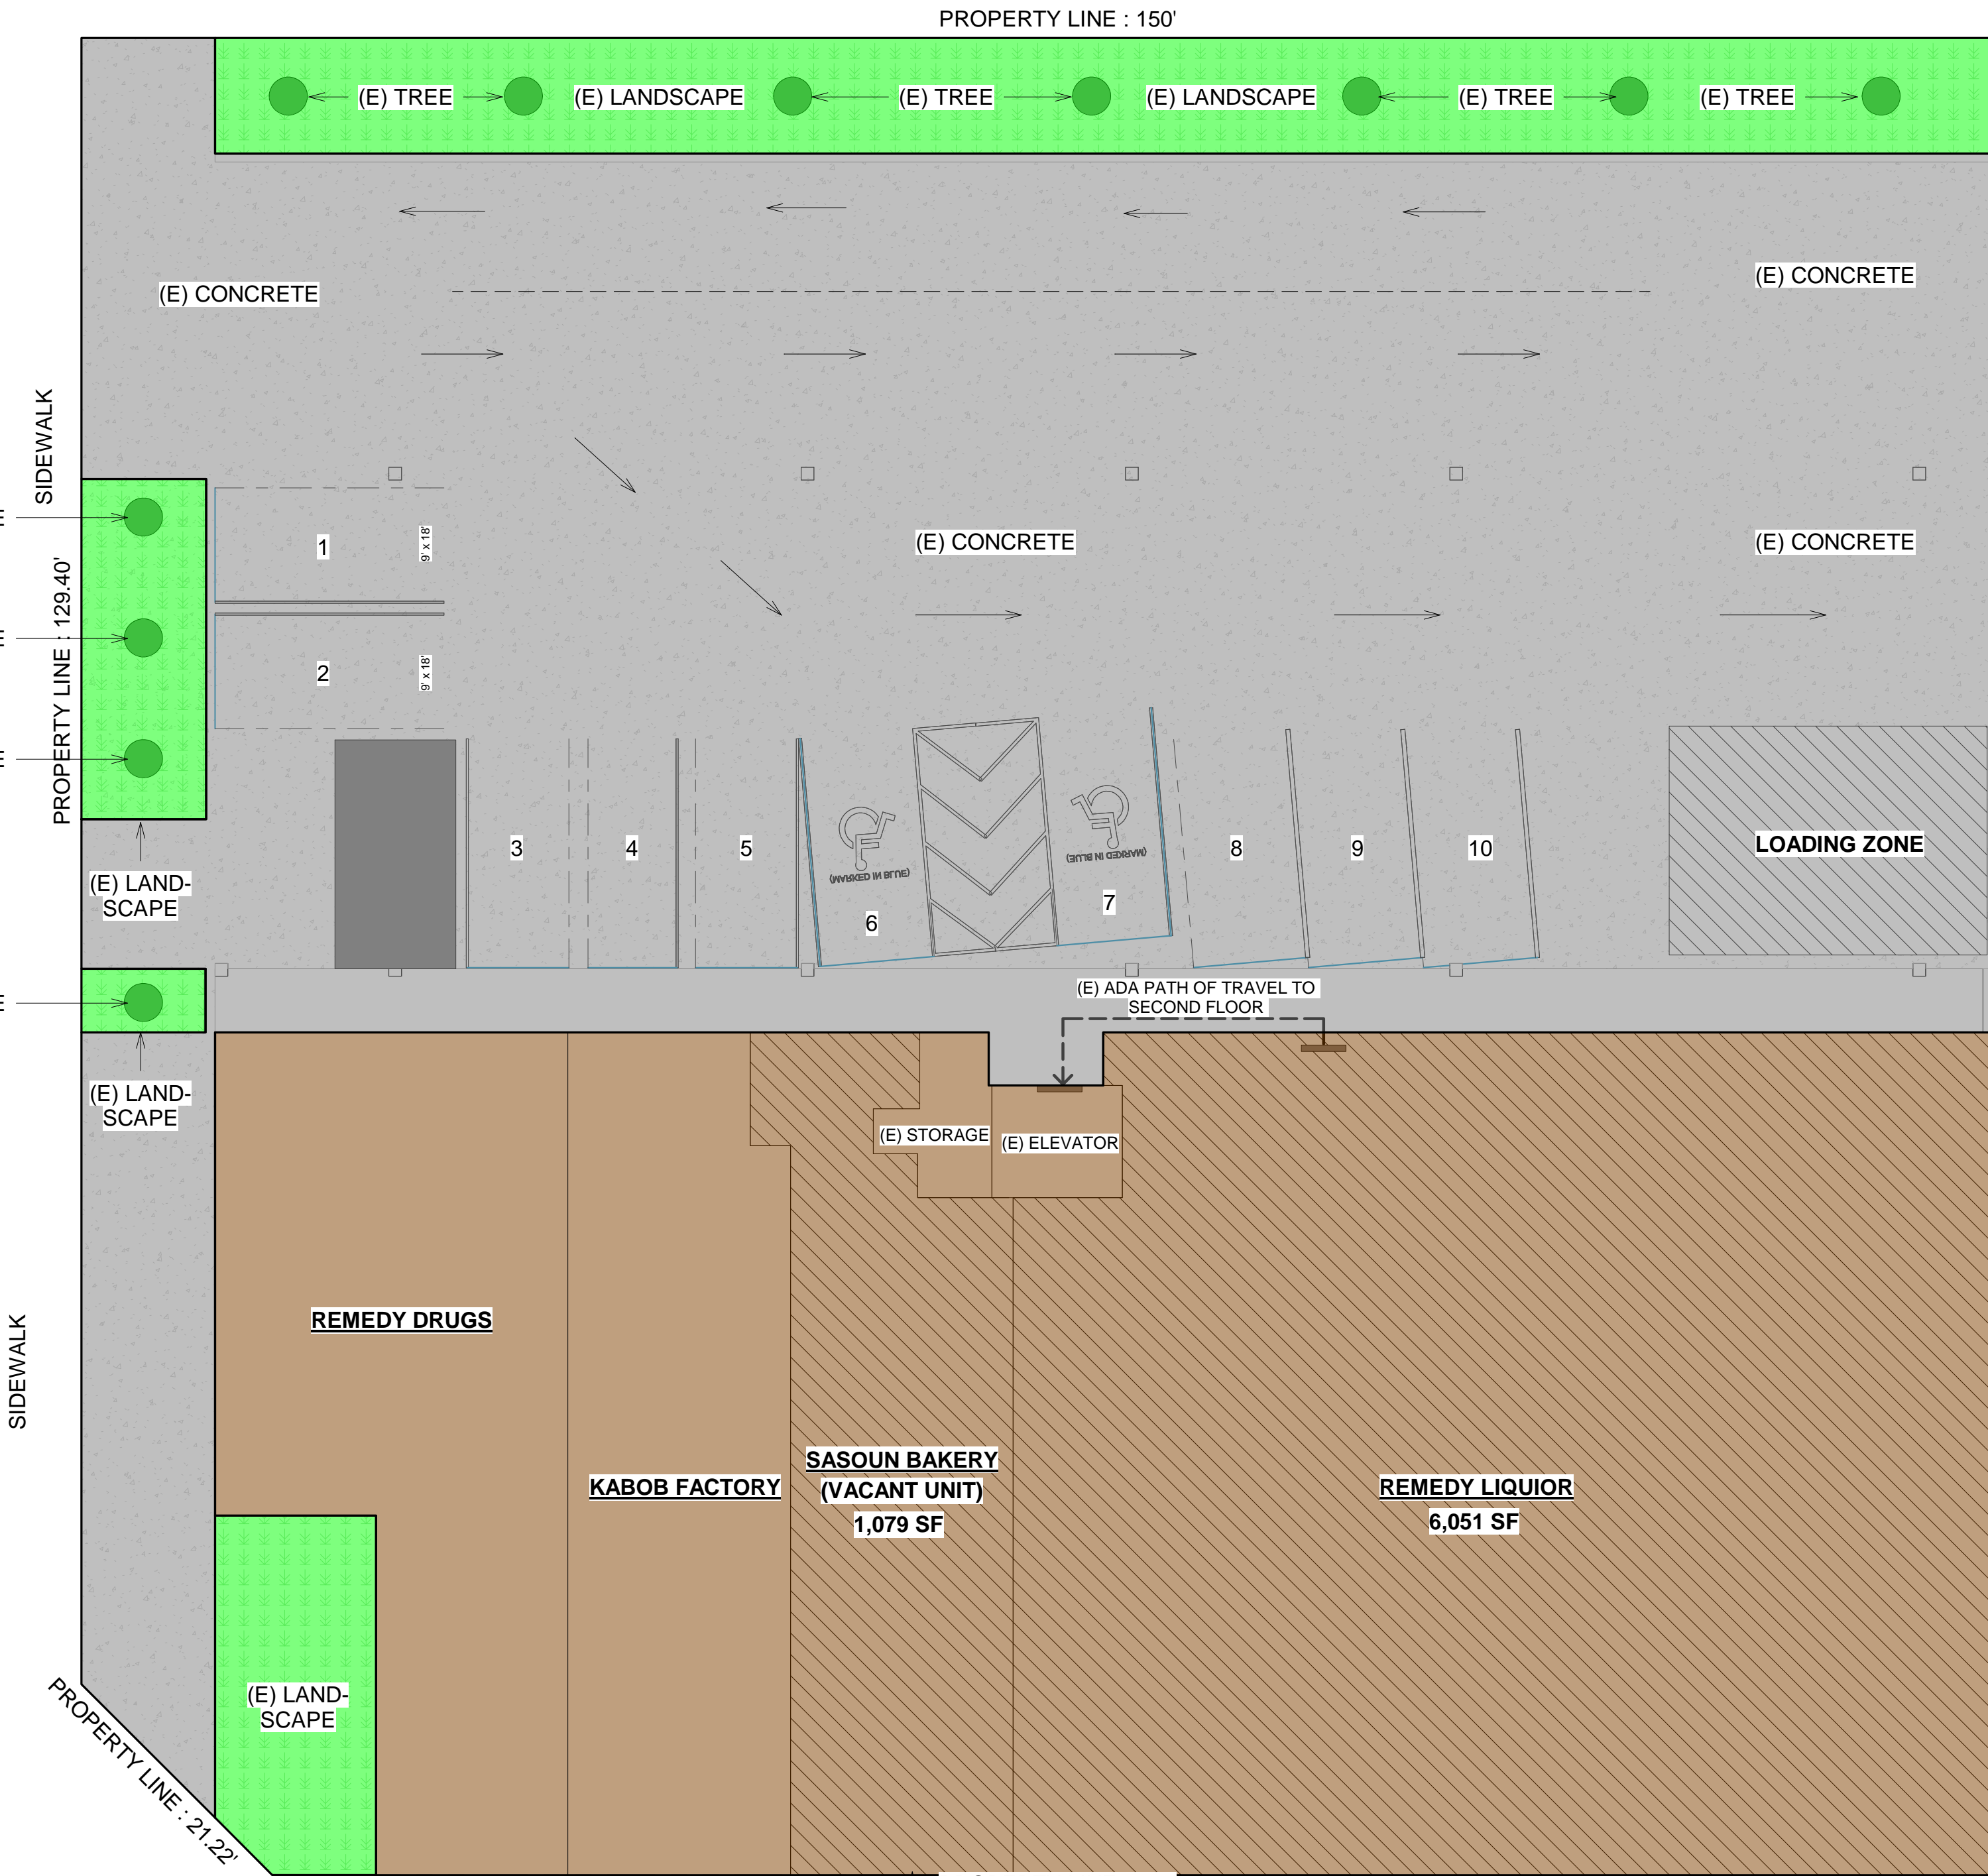 PROPERTY LINE : 150'
(E) TREE
(E) LANDSCAPE
(E) TREE
(E) LANDSCAPE
(E) TREE
(E) TREE
(E) CONCRETE
(E) CONCRETE
SIDEWALK
PROPERTY LINE : 129.40'
1
9' x 18'
(E) CONCRETE
(E) CONCRETE
2
9' x 18'
3
4
5
(MARKED IN BLUE)
6
(MARKED IN BLUE)
7
8
9
10
LOADING ZONE
(E) LAND-
SCAPE
(E) ADA PATH OF TRAVEL TO
SECOND FLOOR
(E) LAND-
SCAPE
(E) STORAGE
(E) ELEVATOR
SIDEWALK
REMEDY DRUGS
KABOB FACTORY
SASOUN BAKERY
(VACANT UNIT)
1,079 SF
REMEDY LIQUIOR
6,051 SF
(E) LAND-
SCAPE
PROPERTY LINE : 21.22'